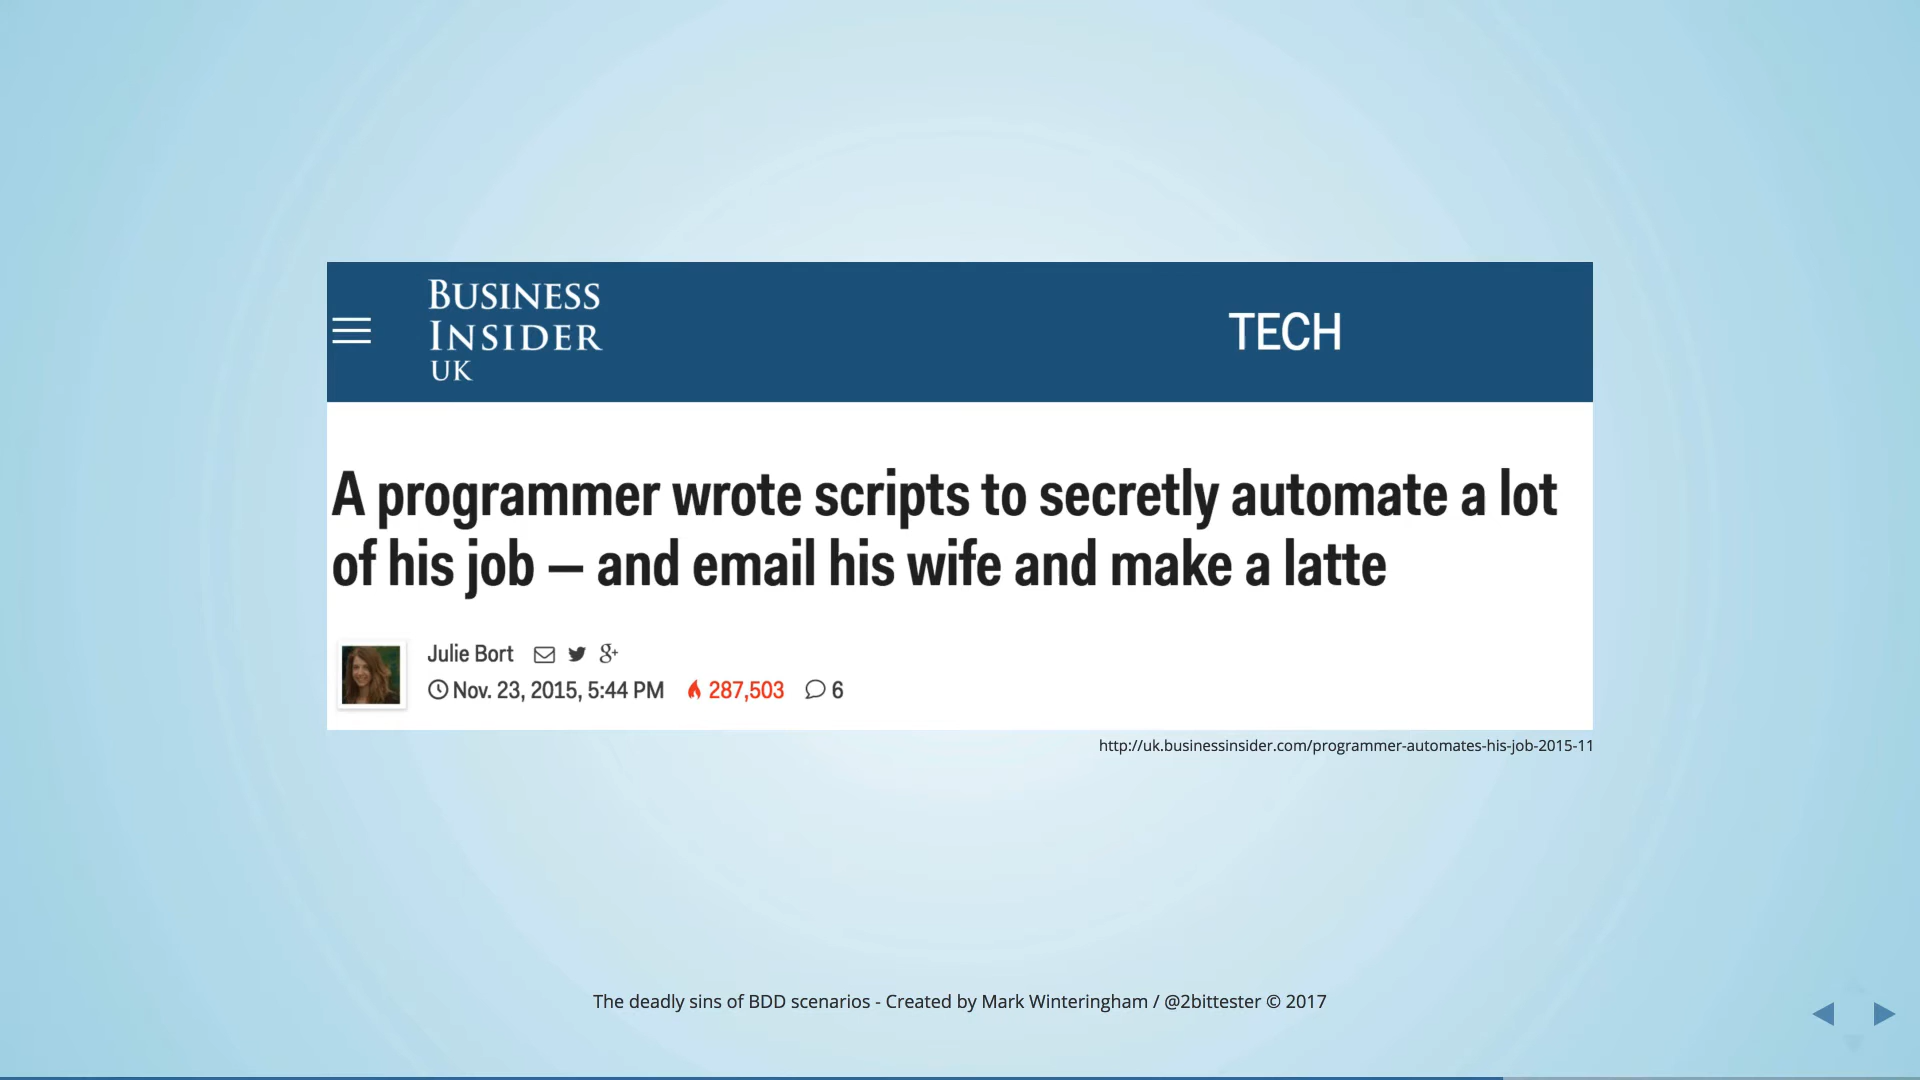 BUSINESS
INSIDER
UK
TECH
A programmer wrote scripts to secretly automate a lot
of his job — and email his wife and make a latte
Julie Bort g+
Nov. 23, 2015, 5:44 PM 287,503 6
http://uk.businessinsider.com/programmer-automates-his-job-2015-11
The deadly sins of BDD scenarios - Created by Mark Winteringham / @2bittester © 2017